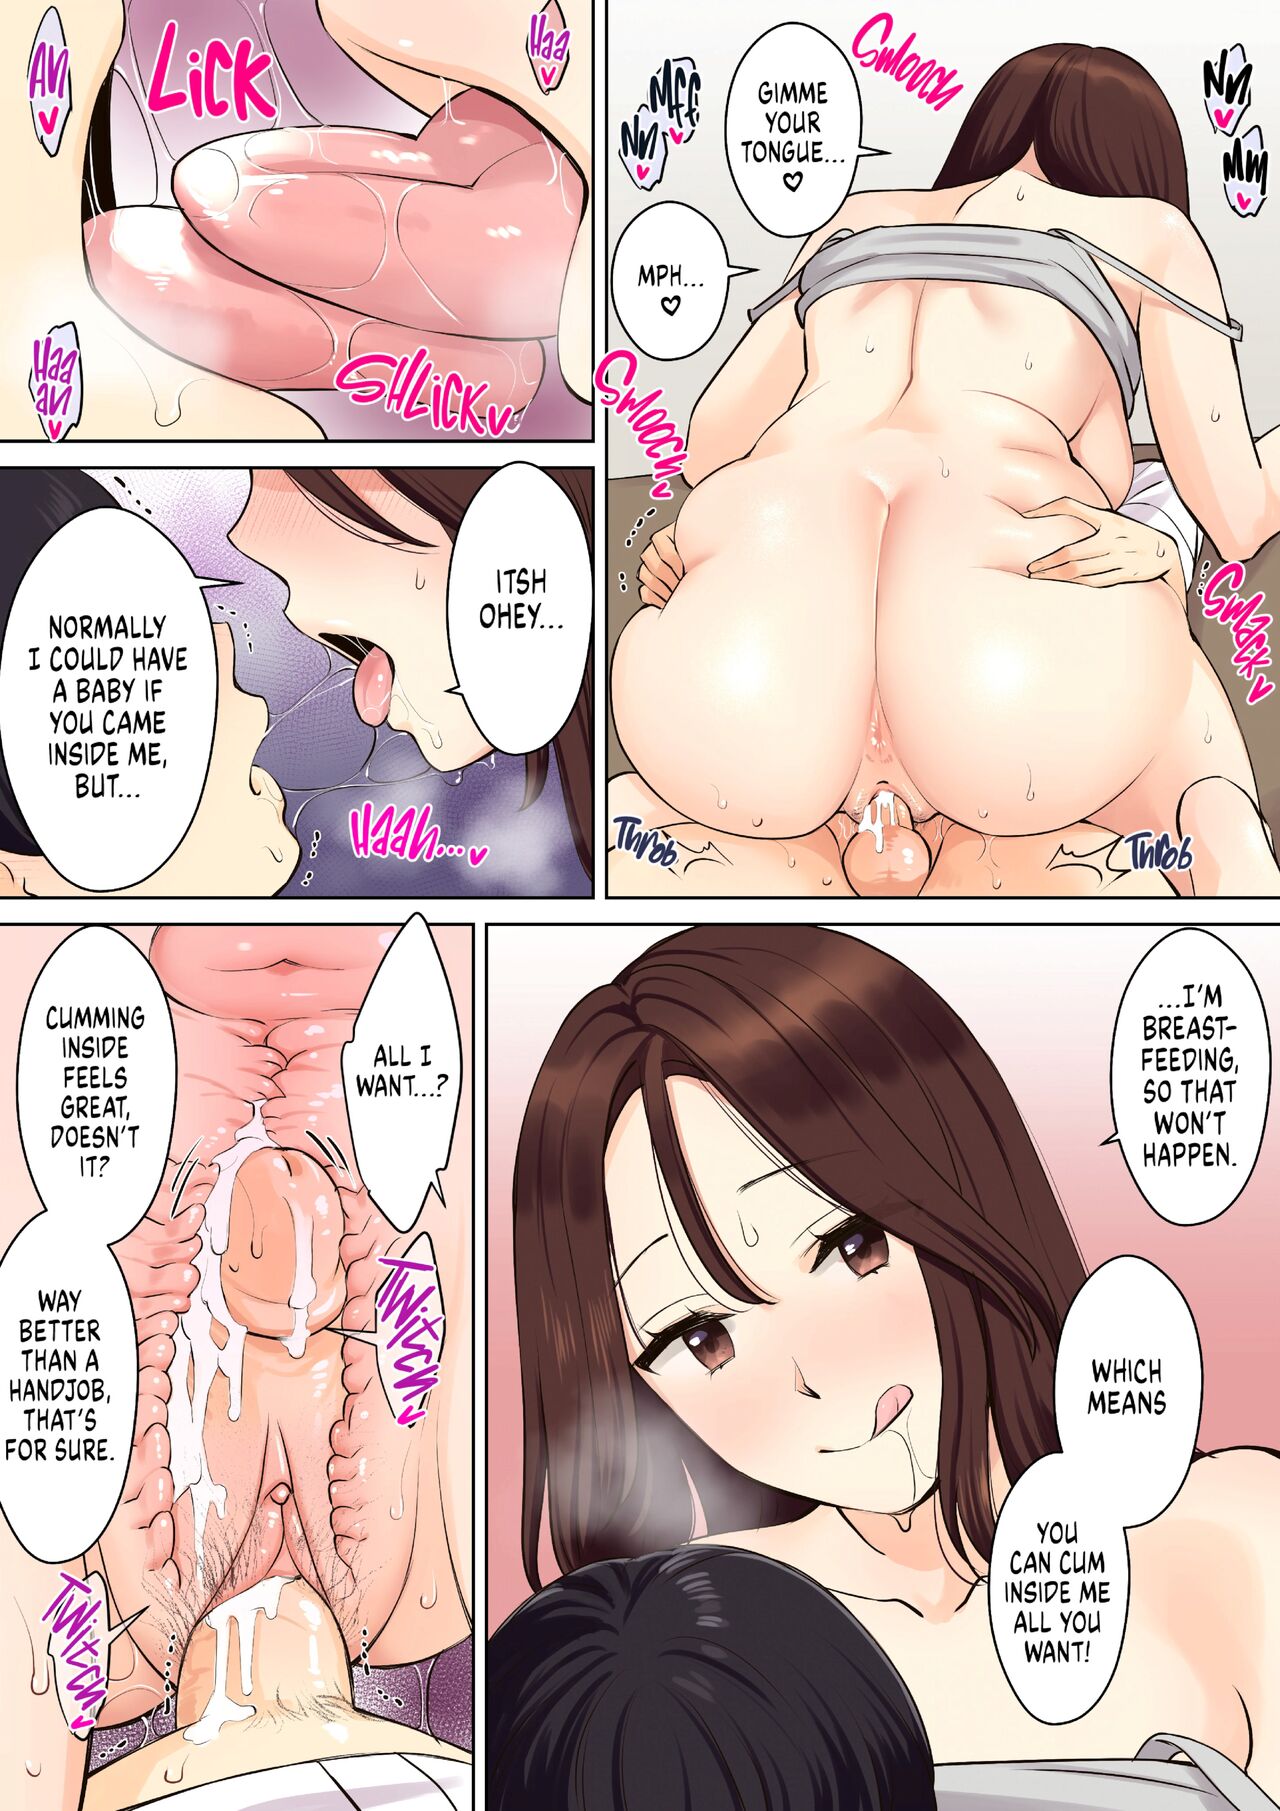 GIMME
YOUR
TONGUE...
♡
MPH...
♡
Smooch
Nn♥
Mm♥
Mff♥
Nn♥
Smooch♥
Smack♥
Throb
Throb
Haa♥
LICK
AN♥
SHLICK♥
Haa
an♥
ITSH
OHEY...
NORMALLY
I COULD HAVE
A BABY IF
YOU CAME
INSIDE ME,
BUT...
Haah...♥
...I'M
BREAST-
FEEDING,
SO THAT
WON'T
HAPPEN.
WHICH
MEANS
YOU
CAN CUM
INSIDE ME
ALL YOU
WANT!
ALL I
WANT...?
CUMMING
INSIDE
FEELS
GREAT,
DOESN'T
IT?
WAY
BETTER
THAN A
HANDJOB,
THAT'S
FOR SURE.
TWitch♥
TWitch♥